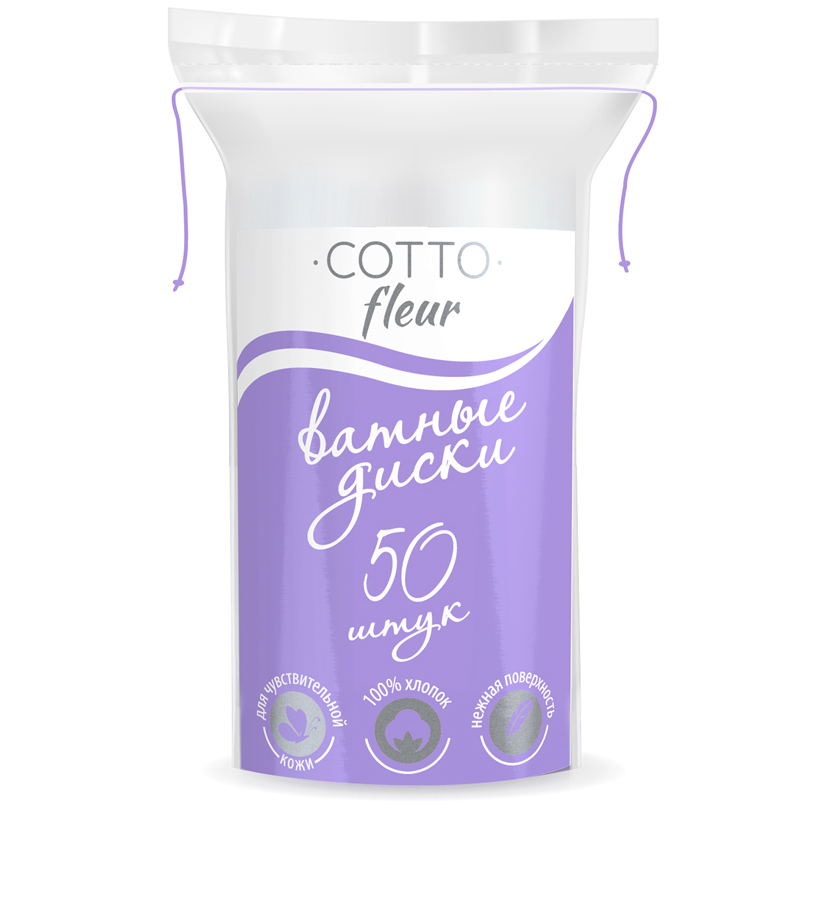 ·COTTO·
fleur
ватные
диски
50
штук
для чувствительной
кожи
100% хлопок
нежная поверхность